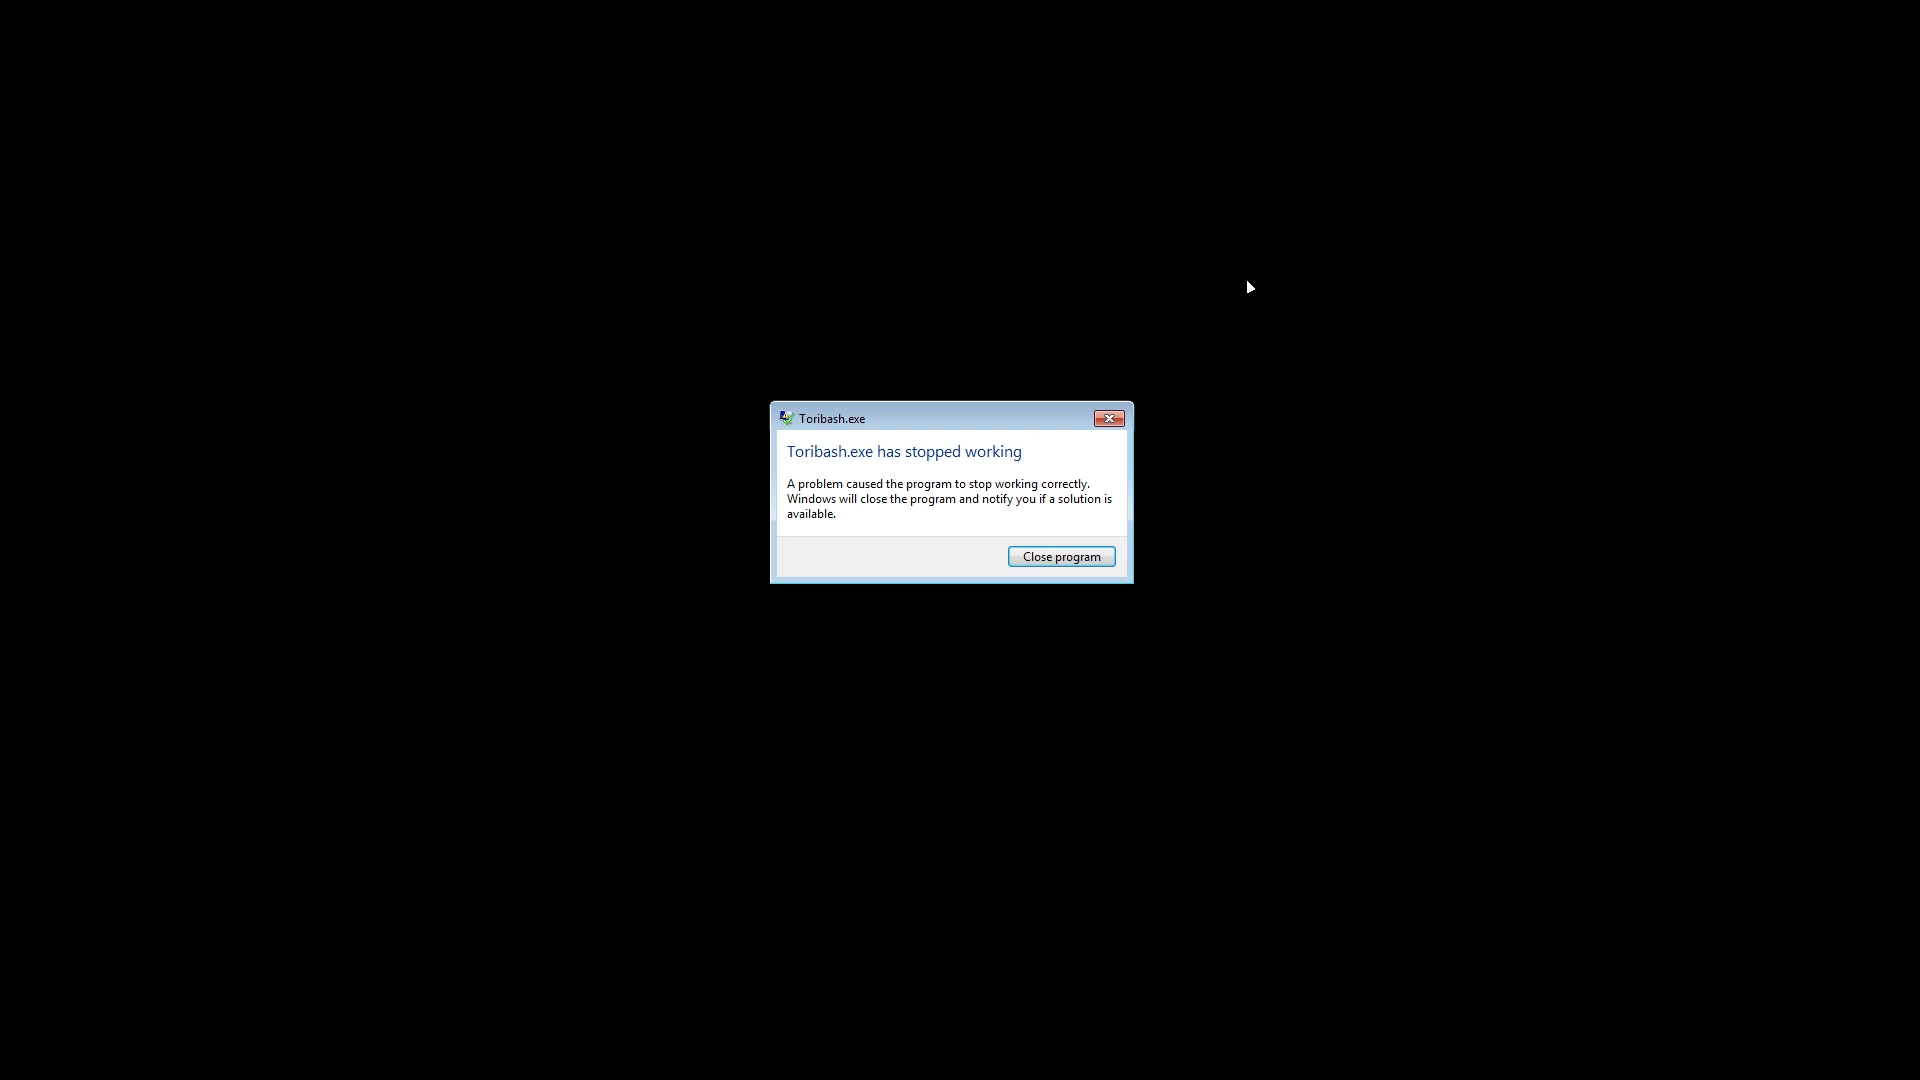 Toribash.exe
Toribash.exe has stopped working
A problem caused the program to stop working correctly.
Windows will close the program and notify you if a solution is
available.
Close program